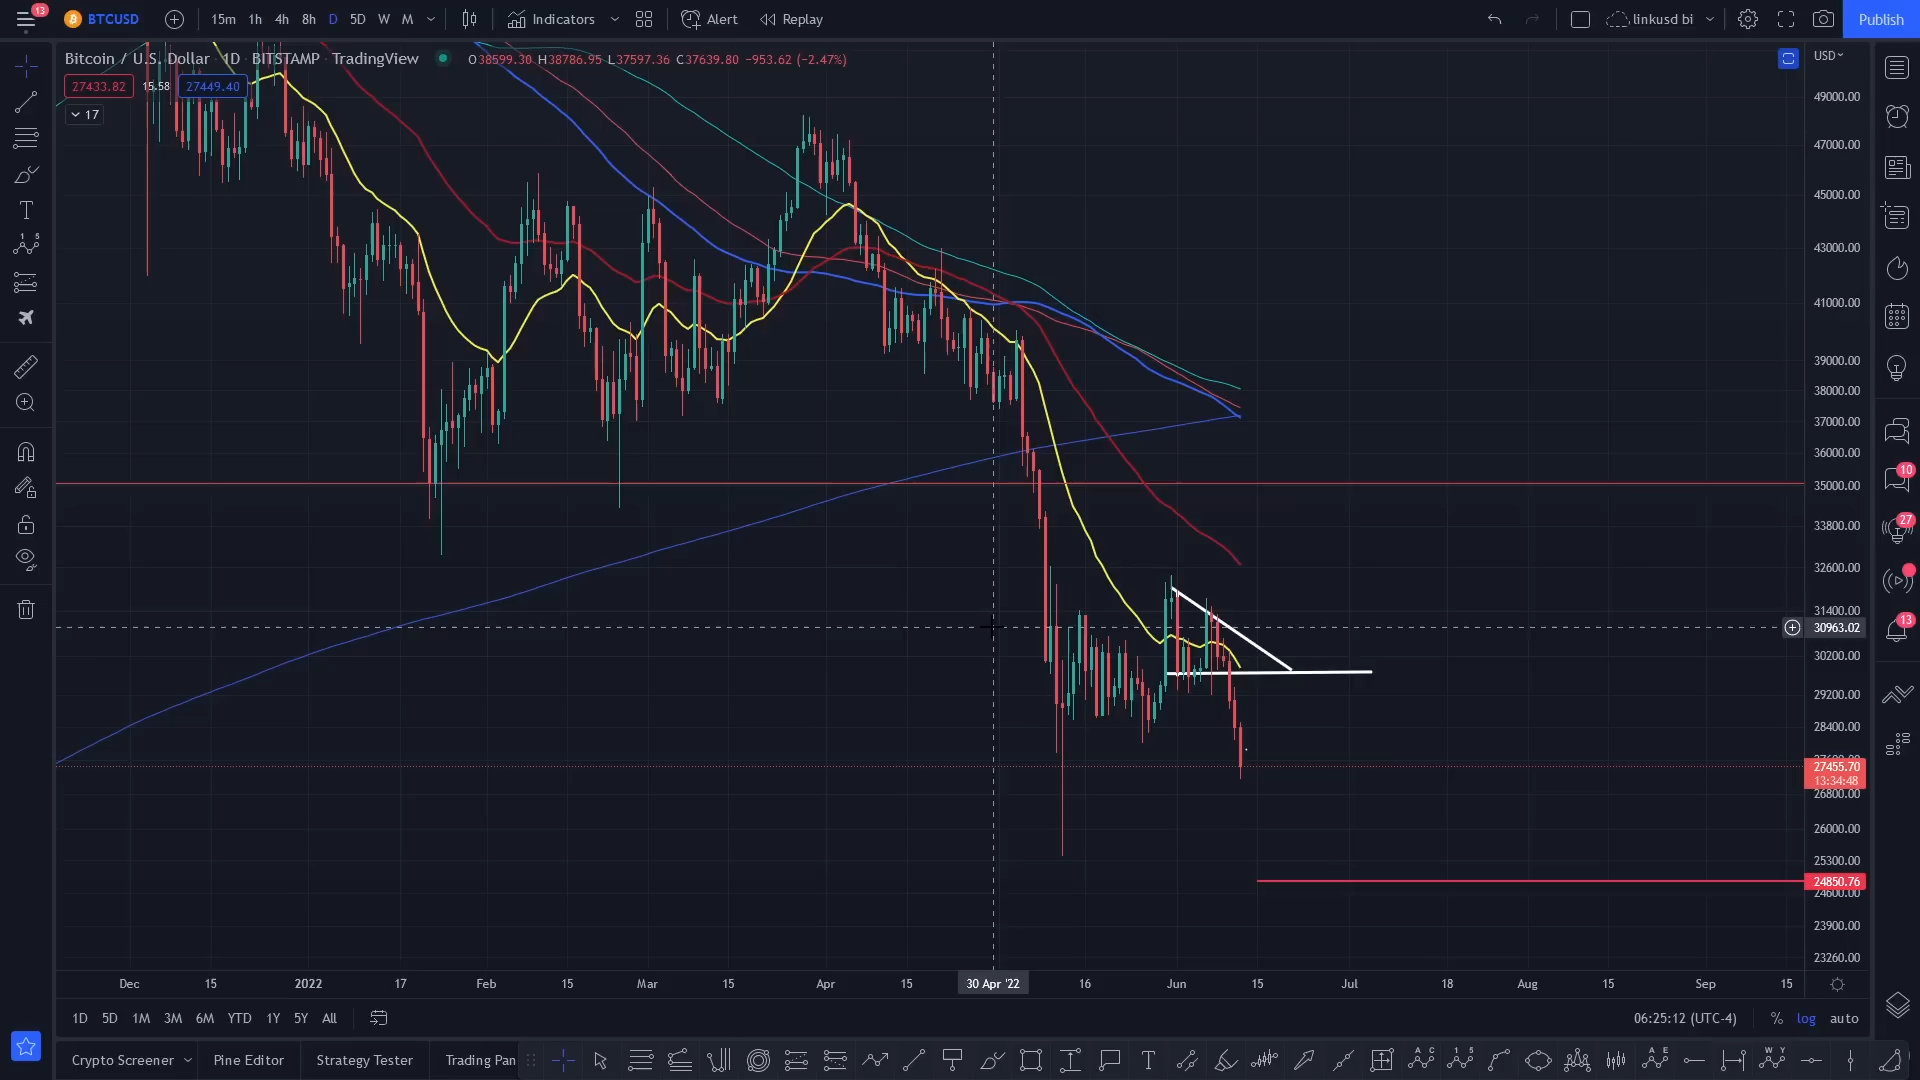 13
BTCUSD
15m 1h 4h 8h D 5D W M
Indicators
Alert
Replay
linkusd bi
Publish
Bitcoin / U.S. Dollar · 1D · BITSTAMP · TradingView
O38599.30 H38786.95 L37597.36 C37639.80 −953.62 (−2.47%)
27433.82 15.58 27449.40
17
USD
49000.00
47000.00
45000.00
43000.00
41000.00
39000.00
38000.00
37000.00
36000.00
35000.00
33800.00
32600.00
31400.00
30963.02
30200.00
29200.00
28400.00
27455.70
13:34:48
26800.00
26000.00
25300.00
24850.76
24600.00
23900.00
23260.00
10
27
13
Dec 15 2022 17 Feb 15 Mar 15 Apr 15 30 Apr '22 16 Jun 15 Jul 18 Aug 15 Sep 15
1D 5D 1M 3M 6M YTD 1Y 5Y All
06:25:12 (UTC-4) % log auto
Crypto Screener Pine Editor Strategy Tester Trading Pan